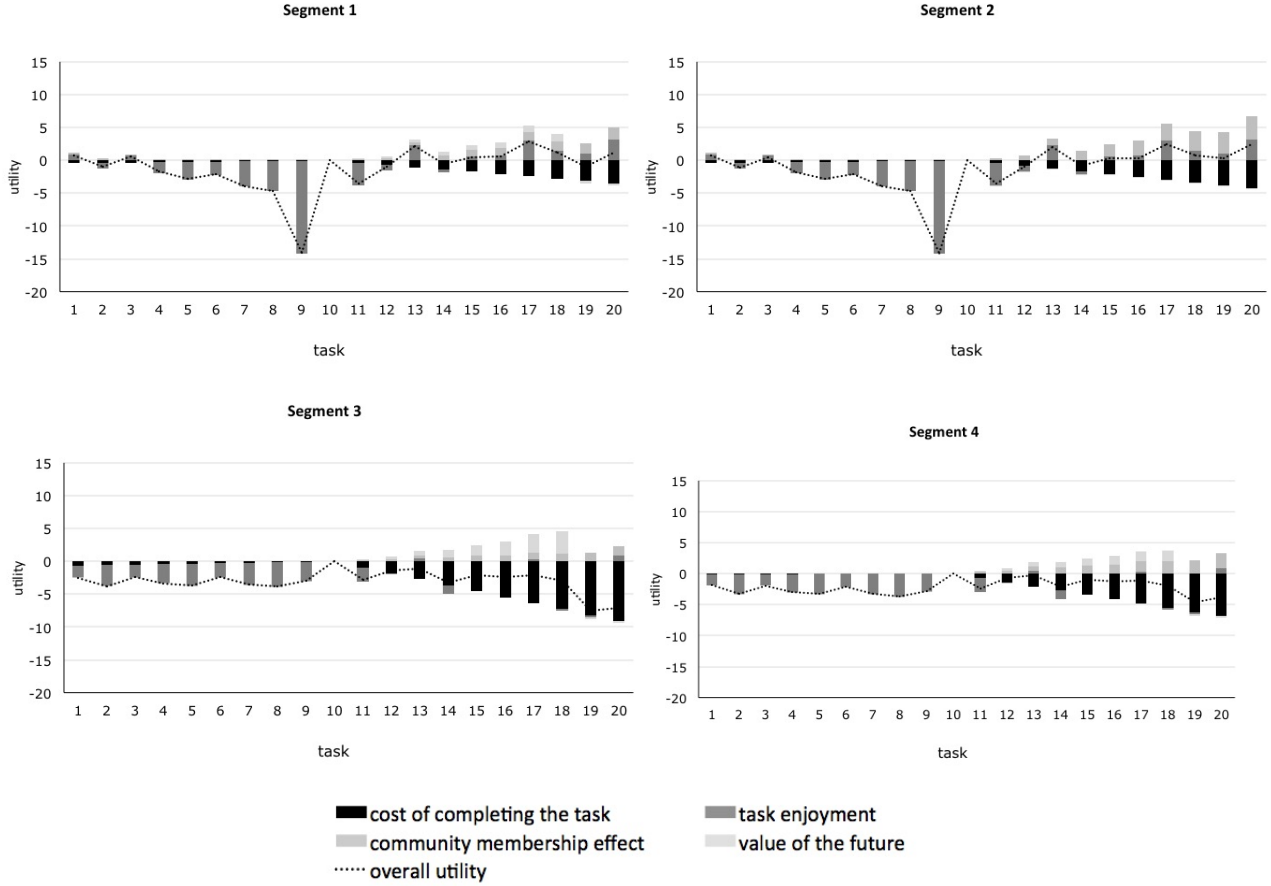 Segment 1
15
10
5
0
-5
-10
-15
-20
utility
1 2 3 4 5 6 7 8 9 10 11 12 13 14 15 16 17 18 19 20
task
Segment 2
15
10
5
0
-5
-10
-15
-20
utility
1 2 3 4 5 6 7 8 9 10 11 12 13 14 15 16 17 18 19 20
task
Segment 3
15
10
5
0
-5
-10
-15
-20
utility
1 2 3 4 5 6 7 8 9 10 11 12 13 14 15 16 17 18 19 20
task
Segment 4
15
10
5
0
-5
-10
-15
-20
utility
1 2 3 4 5 6 7 8 9 10 11 12 13 14 15 16 17 18 19 20
task
cost of completing the task
task enjoyment
community membership effect
value of the future
overall utility